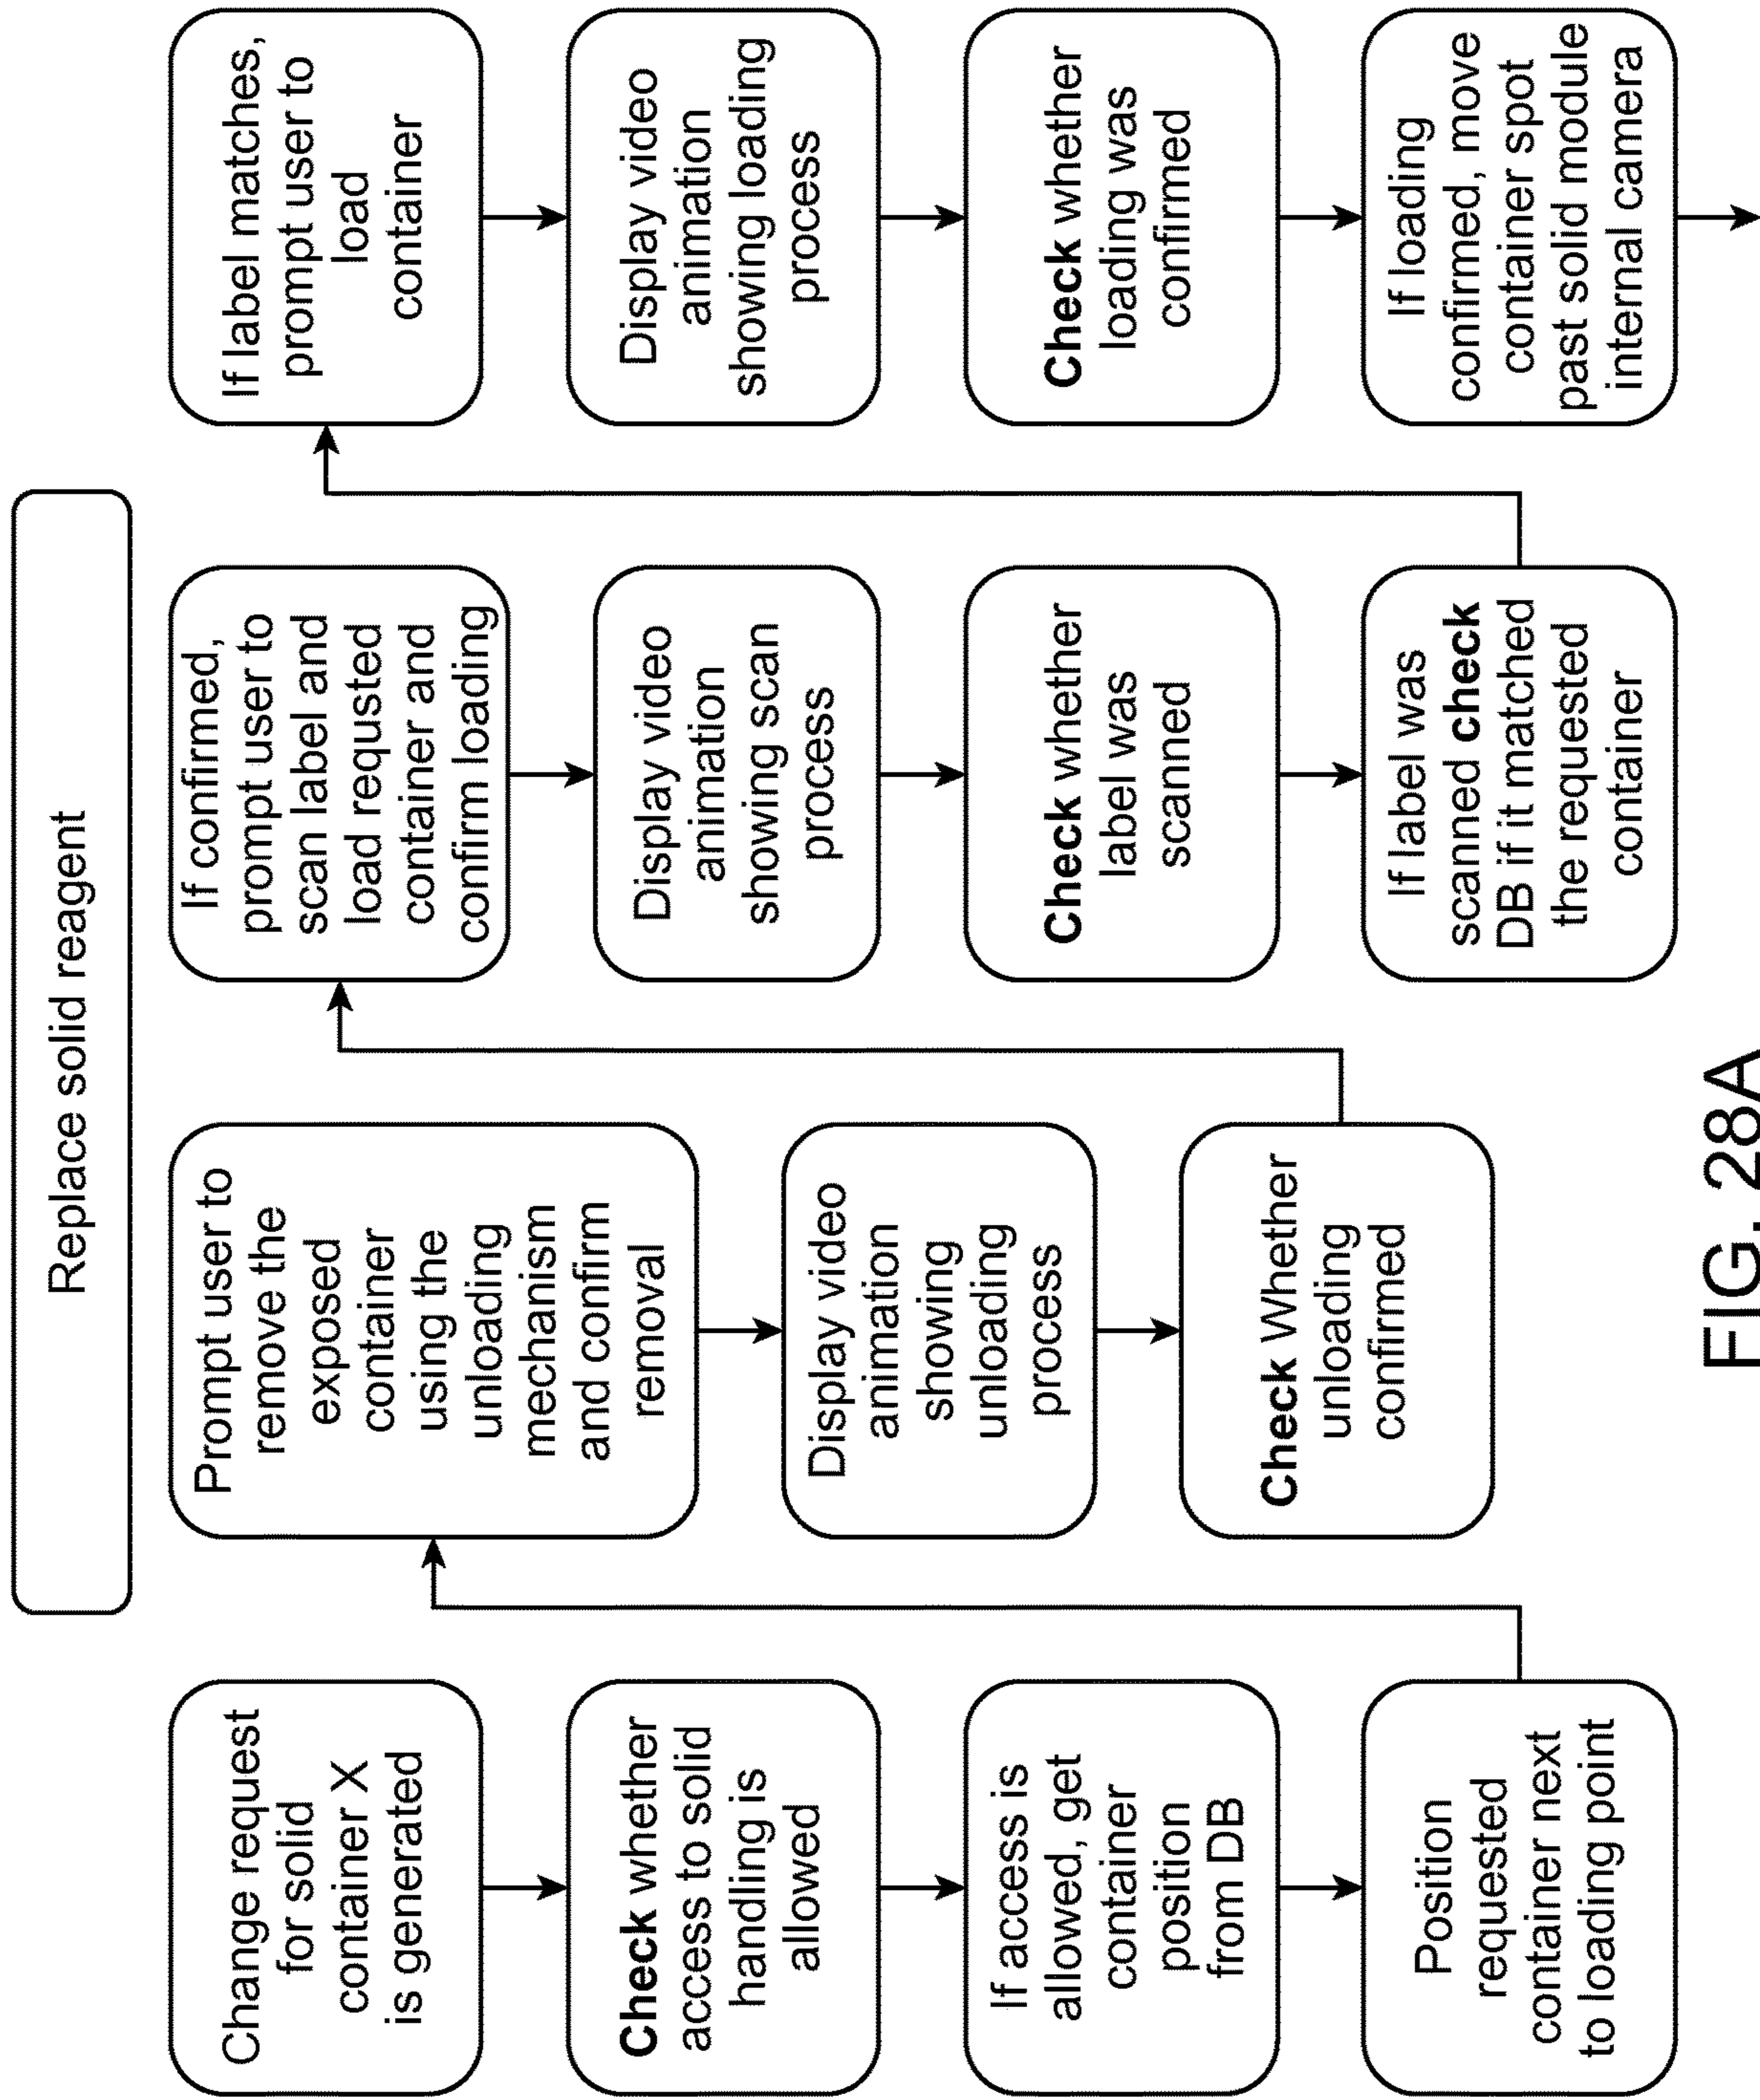 Replace solid reagent
Change request
for solid
container X
is generated
Check whether
access to solid
handling is
allowed
If access is
allowed, get
container
position
from DB
Position
requested
container next
to loading point
Prompt user to
remove the
exposed
container
using the
unloading
mechanism
and confirm
removal
Display video
animation
showing
unloading
process
Check Whether
unloading
confirmed
If confirmed,
prompt user to
scan label and
load requsted
container and
confirm loading
Display video
animation
showing scan
process
Check whether
label was
scanned
If label was
scanned check
DB if it matched
the requested
container
If label matches,
prompt user to
load
container
Display video
animation
showing loading
process
Check whether
loading was
confirmed
If loading
confirmed, move
container spot
past solid module
internal camera
FIG. 28A